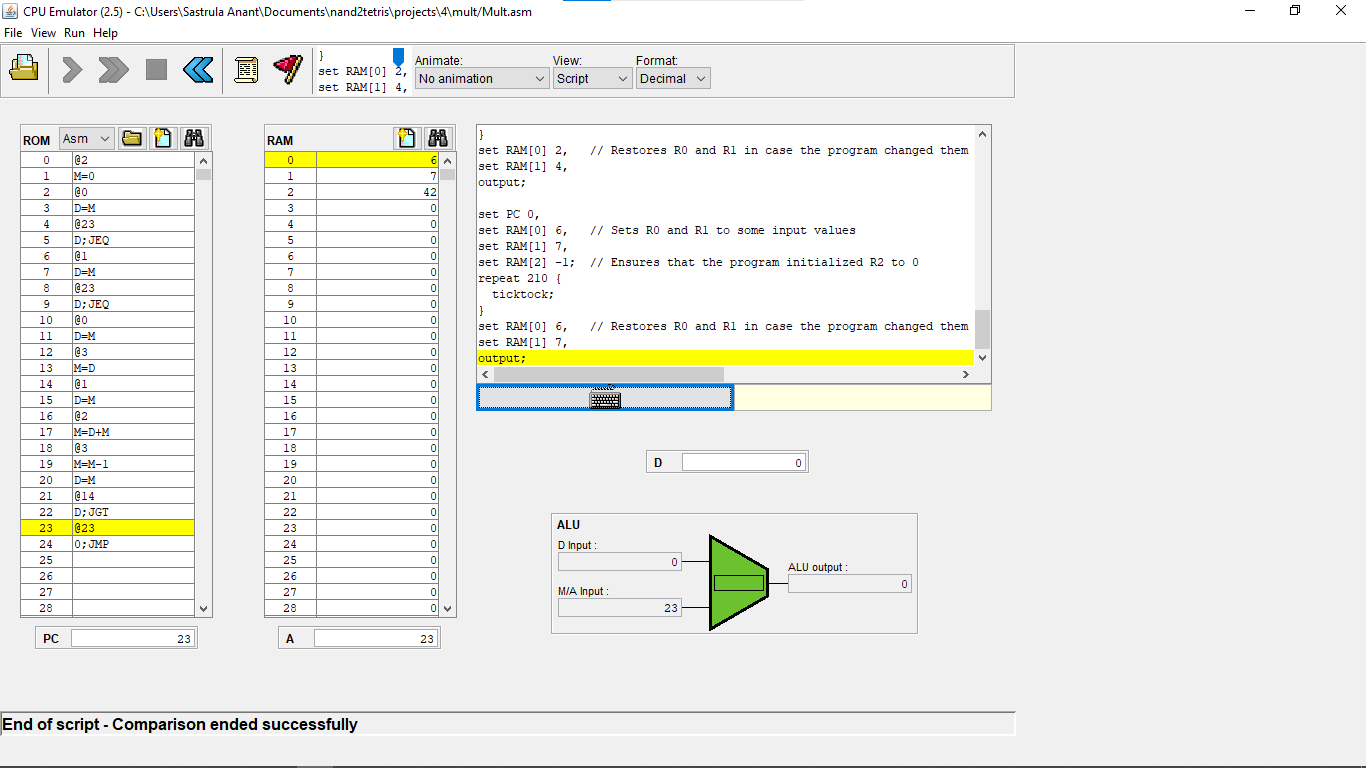 CPU Emulator (2.5) - C:\Users\Sastrula Anant\Documents\nand2tetris\projects\4\mult/Mult.asm
File View Run Help
}
set RAM[0] 2,
set RAM[1] 4,
Animate:
No animation
View:
Script
Format:
Decimal
ROM Asm
0 @2
1 M=0
2 @0
3 D=M
4 @23
5 D;JEQ
6 @1
7 D=M
8 @23
9 D;JEQ
10 @0
11 D=M
12 @3
13 M=D
14 @1
15 D=M
16 @2
17 M=D+M
18 @3
19 M=M-1
20 D=M
21 @14
22 D;JGT
23 @23
24 0;JMP
25
26
27
28
PC 23
RAM
0 6
1 7
2 42
3 0
4 0
5 0
6 0
7 0
8 0
9 0
10 0
11 0
12 0
13 0
14 0
15 0
16 0
17 0
18 0
19 0
20 0
21 0
22 0
23 0
24 0
25 0
26 0
27 0
28 0
A 23
}
set RAM[0] 2, // Restores R0 and R1 in case the program changed them
set RAM[1] 4,
output;
set PC 0,
set RAM[0] 6, // Sets R0 and R1 to some input values
set RAM[1] 7,
set RAM[2] -1; // Ensures that the program initialized R2 to 0
repeat 210 {
ticktock;
}
set RAM[0] 6, // Restores R0 and R1 in case the program changed them
set RAM[1] 7,
output;
D 0
ALU
D Input :
0
M/A Input :
23
ALU output :
0
End of script - Comparison ended successfully